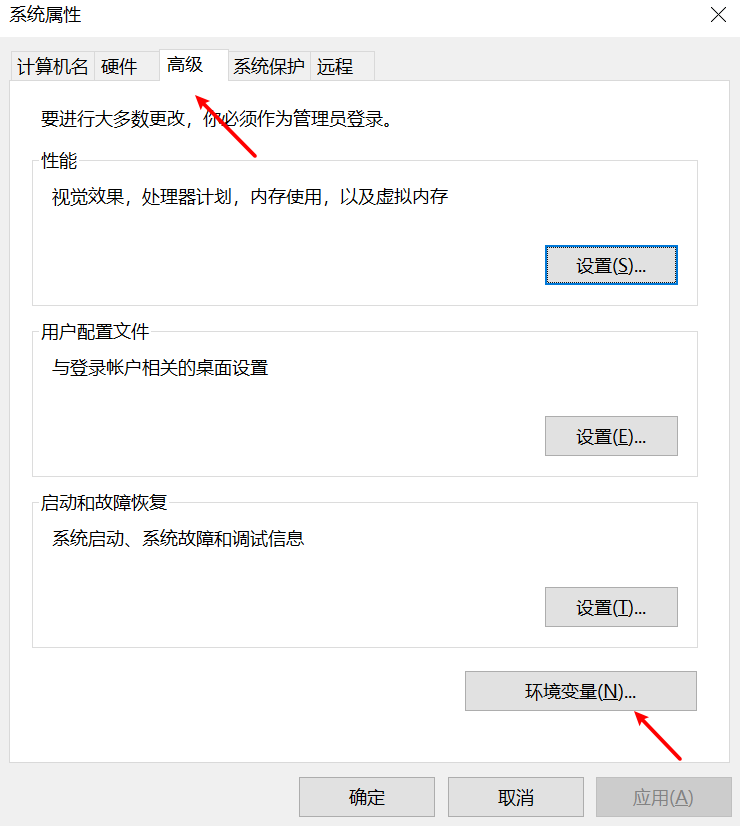 系统属性
计算机名 硬件 高级 系统保护 远程
要进行大多数更改，你必须作为管理员登录。
性能
视觉效果，处理器计划，内存使用，以及虚拟内存
设置(S)...
用户配置文件
与登录帐户相关的桌面设置
设置(E)...
启动和故障恢复
系统启动、系统故障和调试信息
设置(T)...
环境变量(N)...
确定 取消 应用(A)